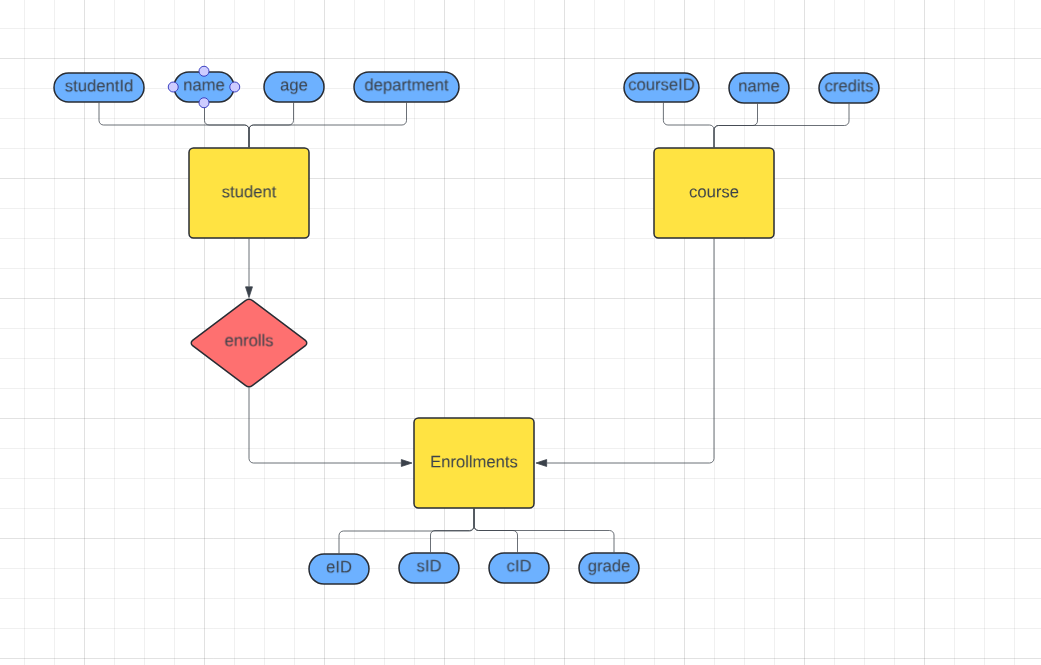 studentId
name
age
department
courseID
name
credits
student
course
enrolls
Enrollments
eID
sID
cID
grade